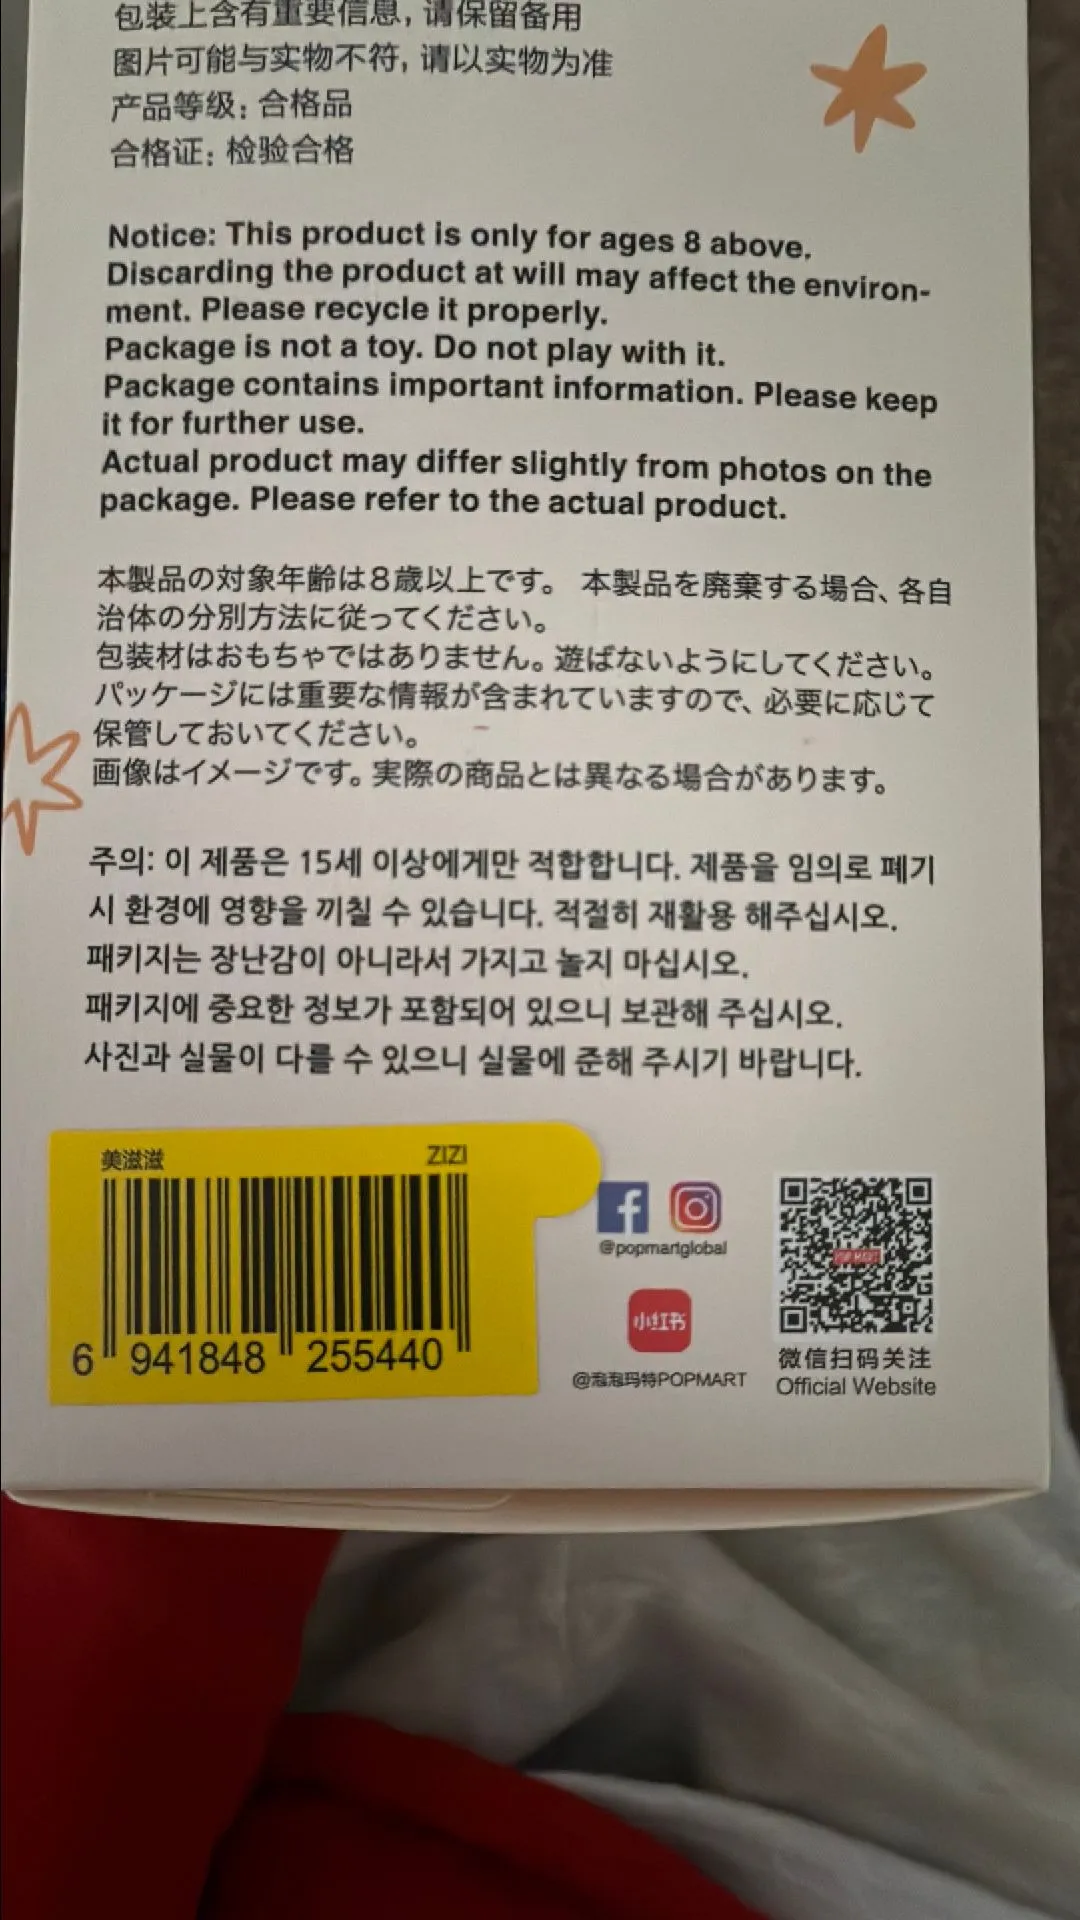 包装上含有重要信息，请保留备用
图片可能与实物不符，请以实物为准
产品等级：合格品
合格证：检验合格
Notice: This product is only for ages 8 above.
Discarding the product at will may affect the environ-
ment. Please recycle it properly.
Package is not a toy. Do not play with it.
Package contains important information. Please keep
it for further use.
Actual product may differ slightly from photos on the
package. Please refer to the actual product.
本製品の対象年齢は８歳以上です。 本製品を廃棄する場合、各自
治体の分別方法に従ってください。
包装材はおもちゃではありません。遊ばないようにしてください。
パッケージには重要な情報が含まれていますので、必要に応じて
保管しておいてください。
画像はイメージです。実際の商品とは異なる場合があります。
주의: 이 제품은 15세 이상에게만 적합합니다. 제품을 임의로 폐기
시 환경에 영향을 끼칠 수 있습니다. 적절히 재활용 해주십시오.
패키지는 장난감이 아니라서 가지고 놀지 마십시오.
패키지에 중요한 정보가 포함되어 있으니 보관해 주십시오.
사진과 실물이 다를 수 있으니 실물에 준해 주시기 바랍니다.
美滋滋 ZIZI
6 941848 255440
@popmartglobal
小红书
@泡泡玛特POPMART
POP MART
微信扫码关注
Official Website